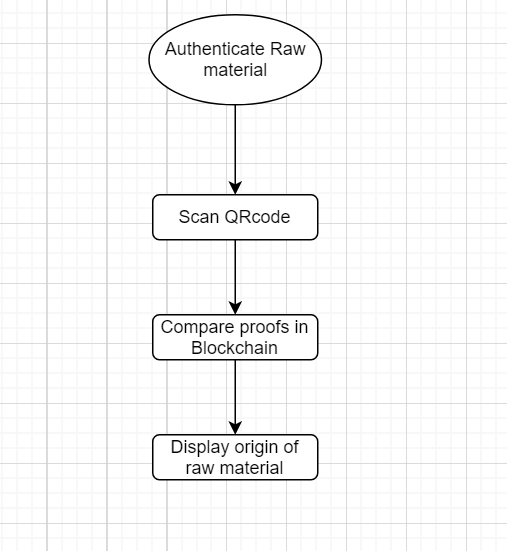 Authenticate Raw
material
Scan QRcode
Compare proofs in
Blockchain
Display origin of
raw material